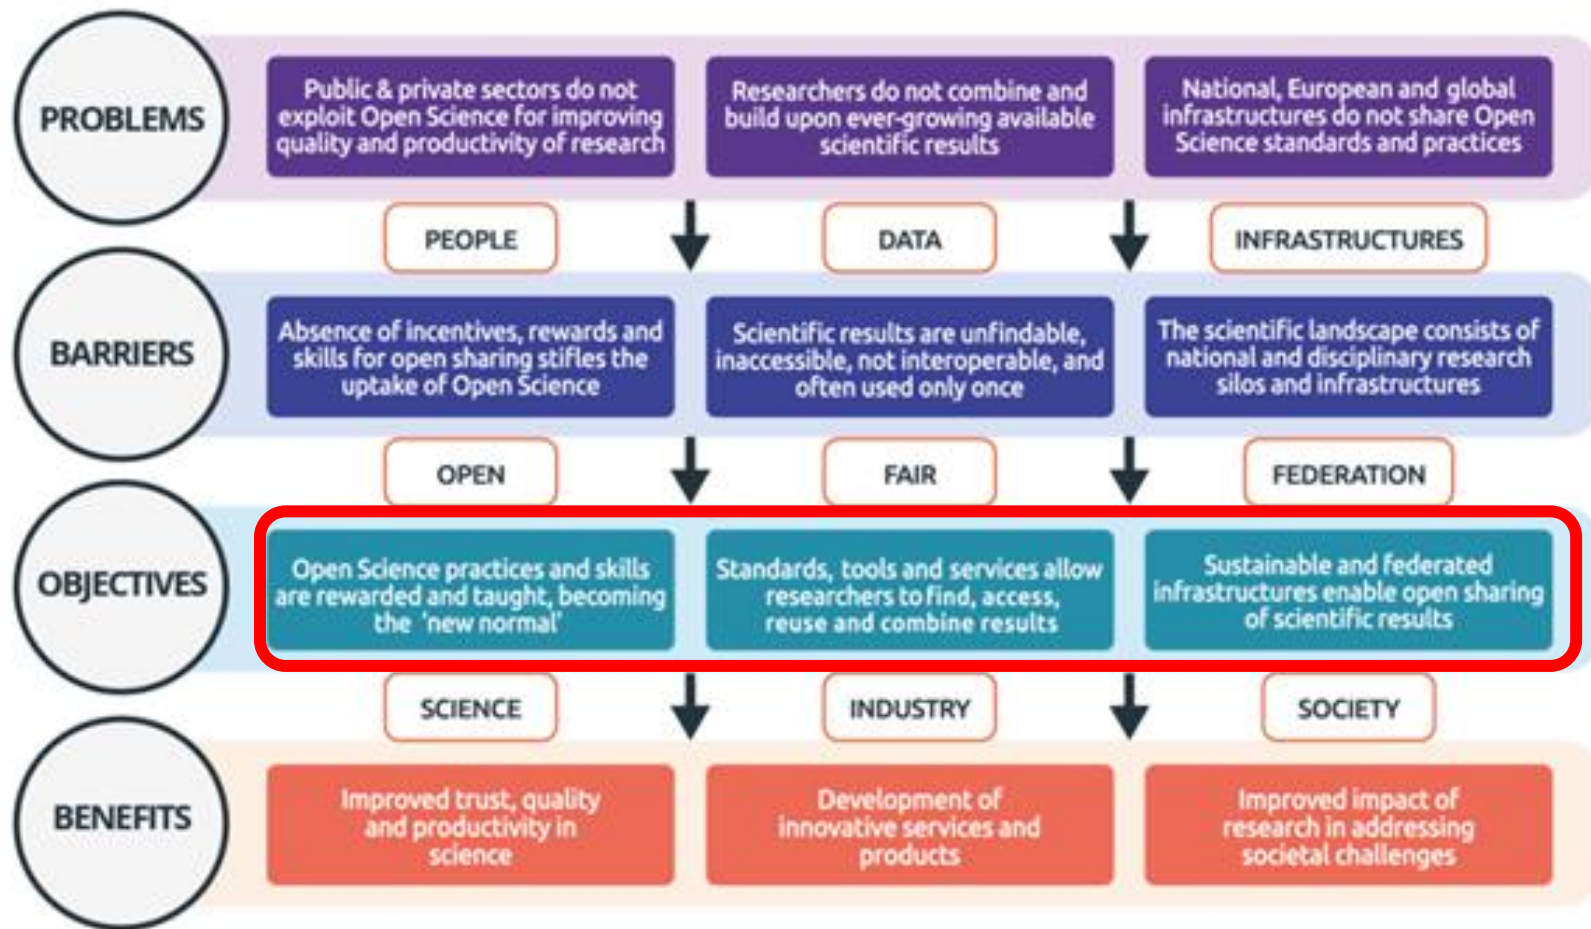 PROBLEMS
Public & private sectors do not
exploit Open Science for improving
quality and productivity of research
Researchers do not combine and
build upon ever-growing available
scientific results
National, European and global
infrastructures do not share Open
Science standards and practices
PEOPLE
DATA
INFRASTRUCTURES
BARRIERS
Absence of incentives, rewards and
skills for open sharing stifles the
uptake of Open Science
Scientific results are unfindable,
inaccessible, not interoperable, and
often used only once
The scientific landscape consists of
national and disciplinary research
silos and infrastructures
OPEN
FAIR
FEDERATION
OBJECTIVES
Open Science practices and skills
are rewarded and taught, becoming
the 'new normal'
Standards, tools and services allow
researchers to find, access,
reuse and combine results
Sustainable and federated
infrastructures enable open sharing
of scientific results
SCIENCE
INDUSTRY
SOCIETY
BENEFITS
Improved trust, quality
and productivity in
science
Development of
innovative services and
products
Improved impact of
research in addressing
societal challenges